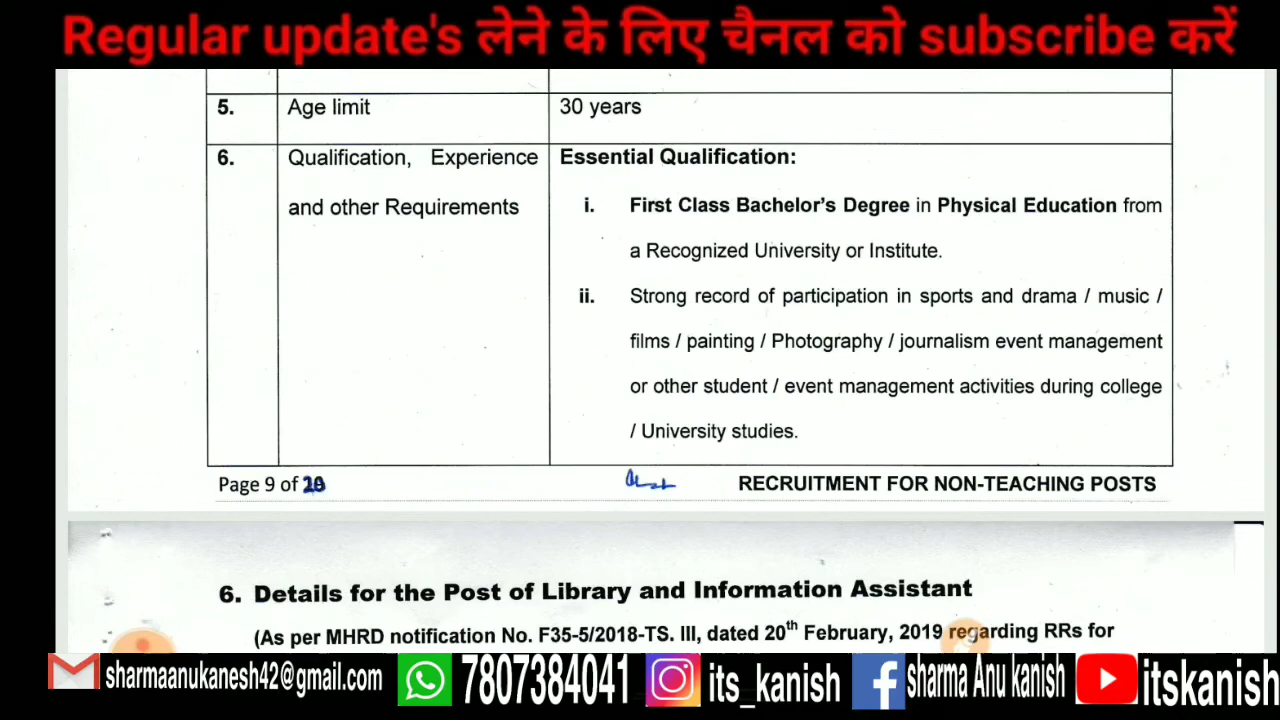 Regular update's लेने के लिए चैनल को subscribe करें
5. Age limit 30 years
6. Qualification, Experience Essential Qualification:
and other Requirements i. First Class Bachelor's Degree in Physical Education from
a Recognized University or Institute.
ii. Strong record of participation in sports and drama / music /
films / painting / Photography / journalism event management
or other student / event management activities during college
/ University studies.
Page 9 of RECRUITMENT FOR NON-TEACHING POSTS
6. Details for the Post of Library and Information Assistant
(As per MHRD notification No. F35-5/2018-TS. III, dated 20th February, 2019 regarding RRs for
sharmaanukanesh42@gmail.com 7807384041 its_kanish sharma Anu kanish itskanish